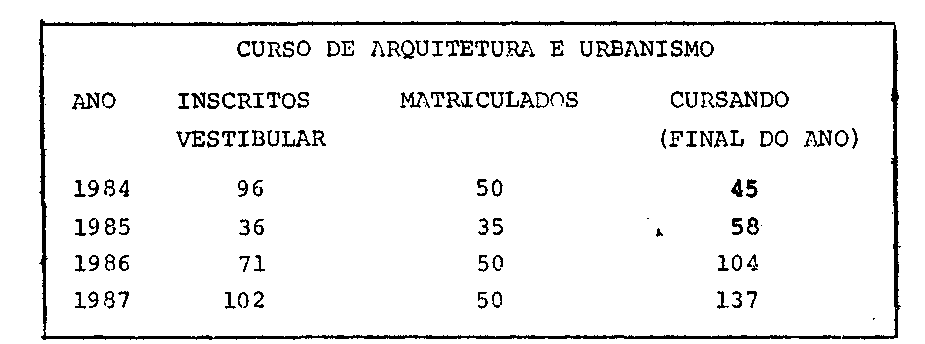 CURSO DE ARQUITETURA E URBANISMO
ANO INSCRITOS MATRICULADOS CURSANDO
VESTIBULAR (FINAL DO ANO)
1984 96 50 45
1985 36 35 58
1986 71 50 104
1987 102 50 137